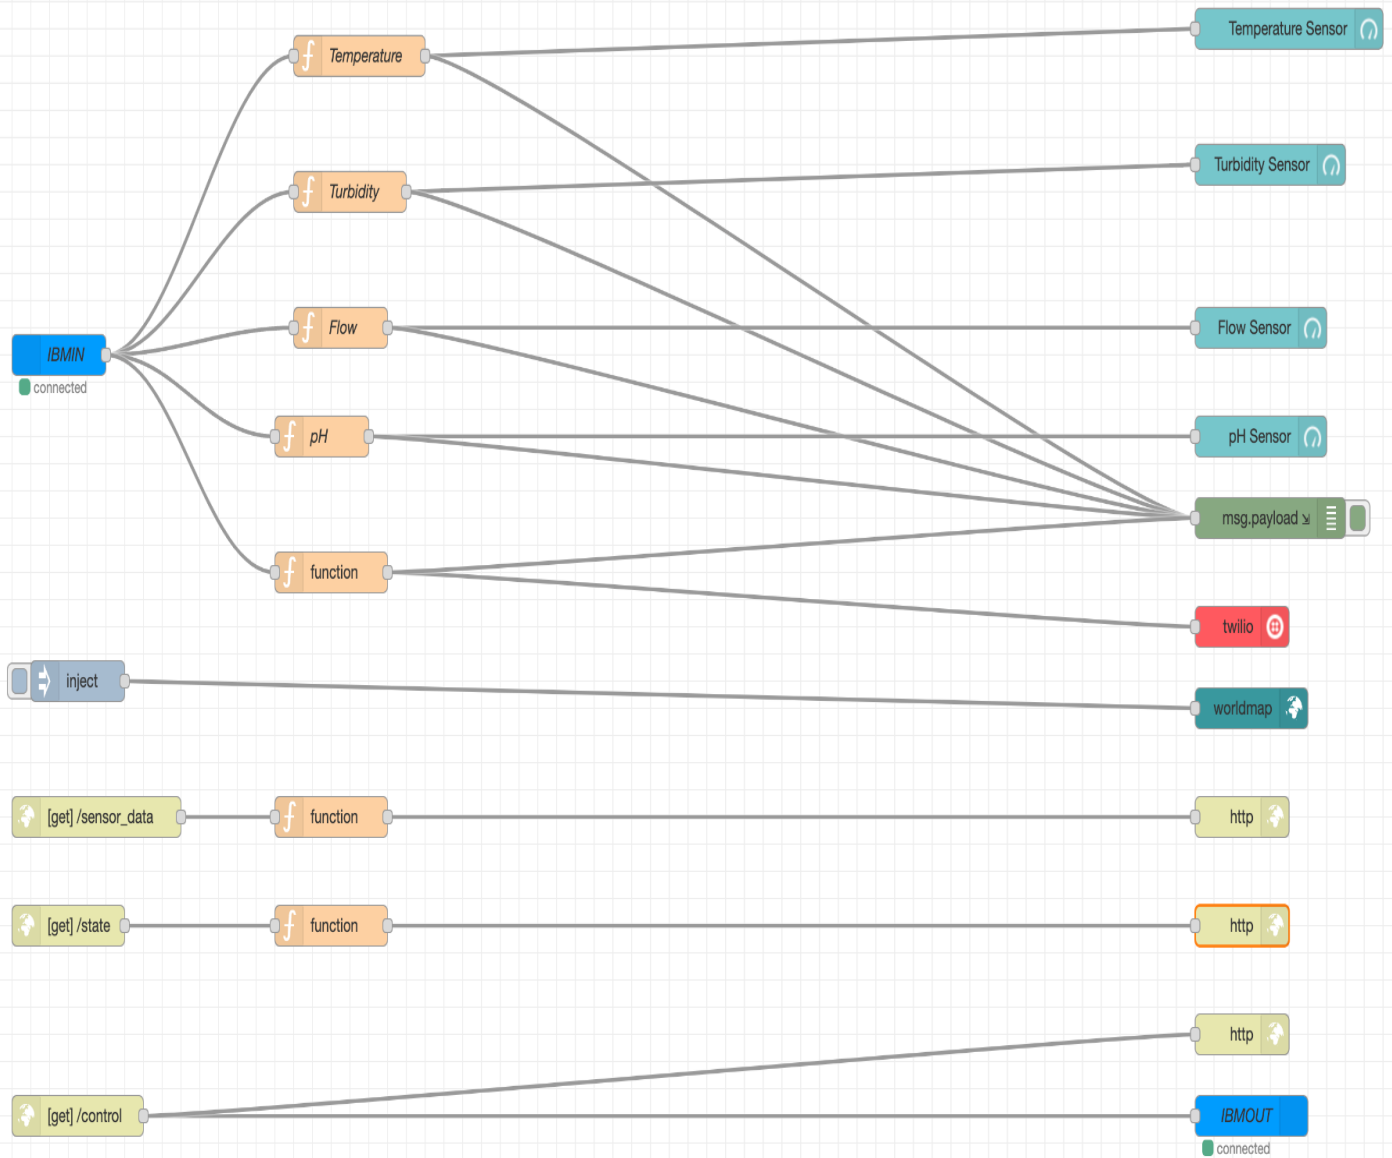 Temperature
Temperature Sensor
Turbidity
Turbidity Sensor
IBMIN
connected
Flow
Flow Sensor
pH
pH Sensor
msg.payload
function
twilio
inject
worldmap
[get] /sensor_data
function
http
[get] /state
function
http
http
[get] /control
IBMOUT
connected